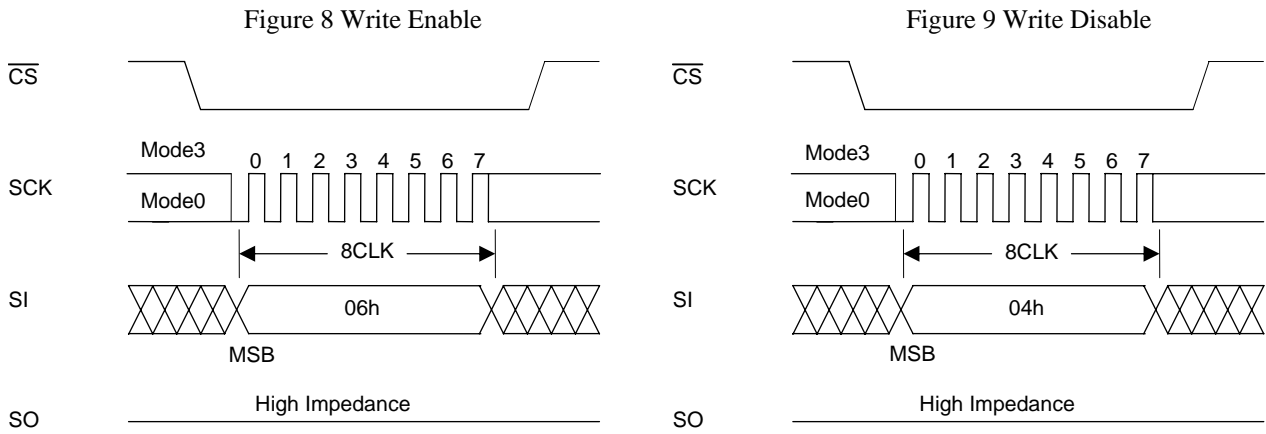 Figure 8 Write Enable
CS
Mode3
0 1 2 3 4 5 6 7
SCK
Mode0
8CLK
SI
06h
MSB
High Impedance
SO
Figure 9 Write Disable
CS
Mode3
0 1 2 3 4 5 6 7
SCK
Mode0
8CLK
SI
04h
MSB
High Impedance
SO